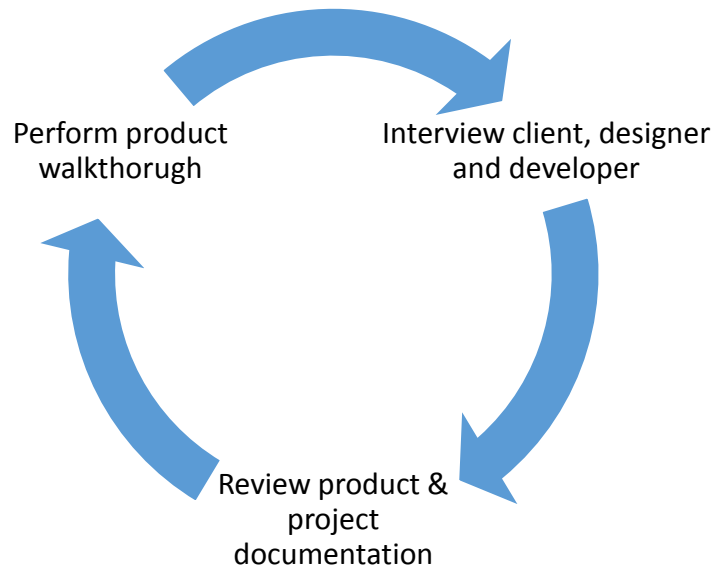 Perform product
walkthorugh
Interview client, designer
and developer
Review product &
project
documentation